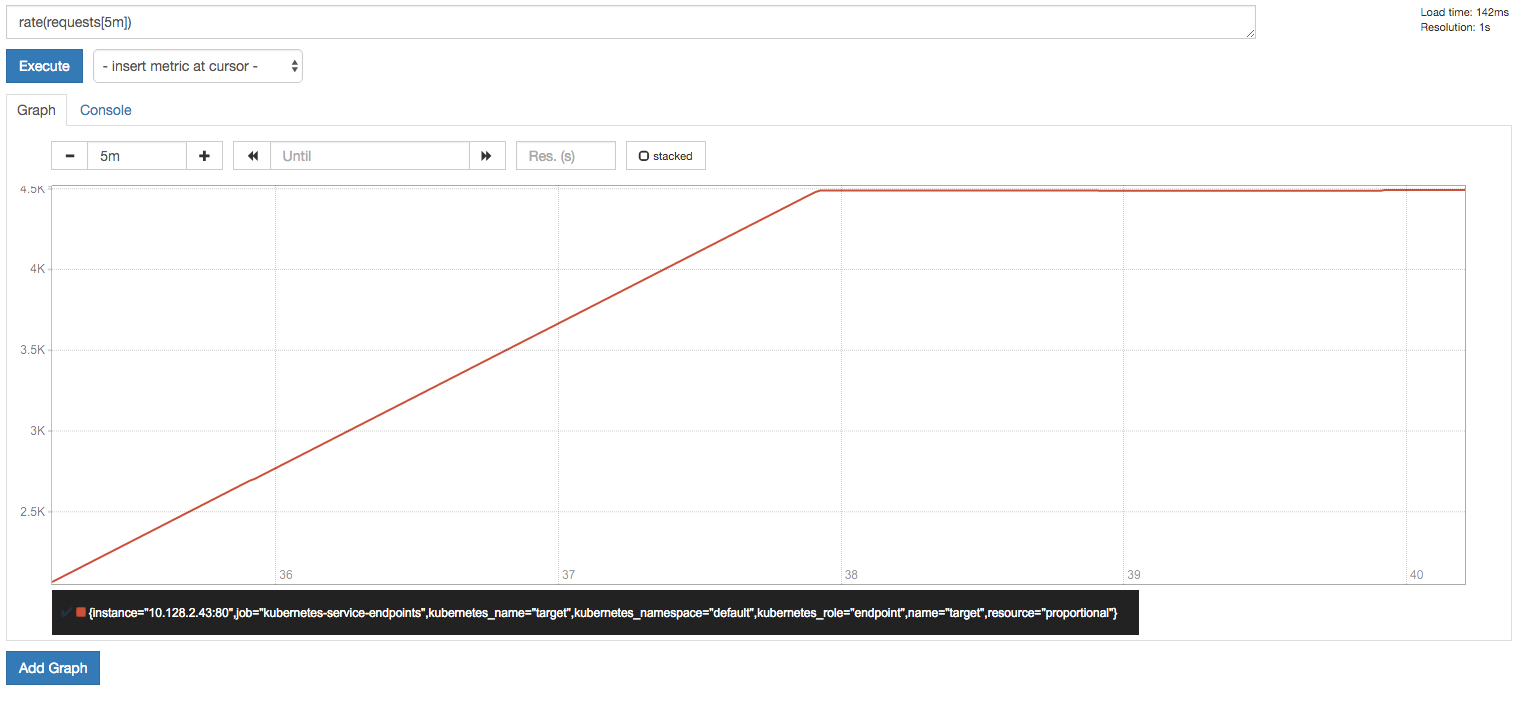 rate(requests[5m])
Load time: 142ms
Resolution: 1s
Execute
- insert metric at cursor -
Graph
Console
5m
Until
Res. (s)
stacked
4.5K
4K
3.5K
3K
2.5K
36 37 38 39 40
{instance="10.128.2.43:80",job="kubernetes-service-endpoints",kubernetes_name="target",kubernetes_namespace="default",kubernetes_role="endpoint",name="target",resource="proportional"}
Add Graph